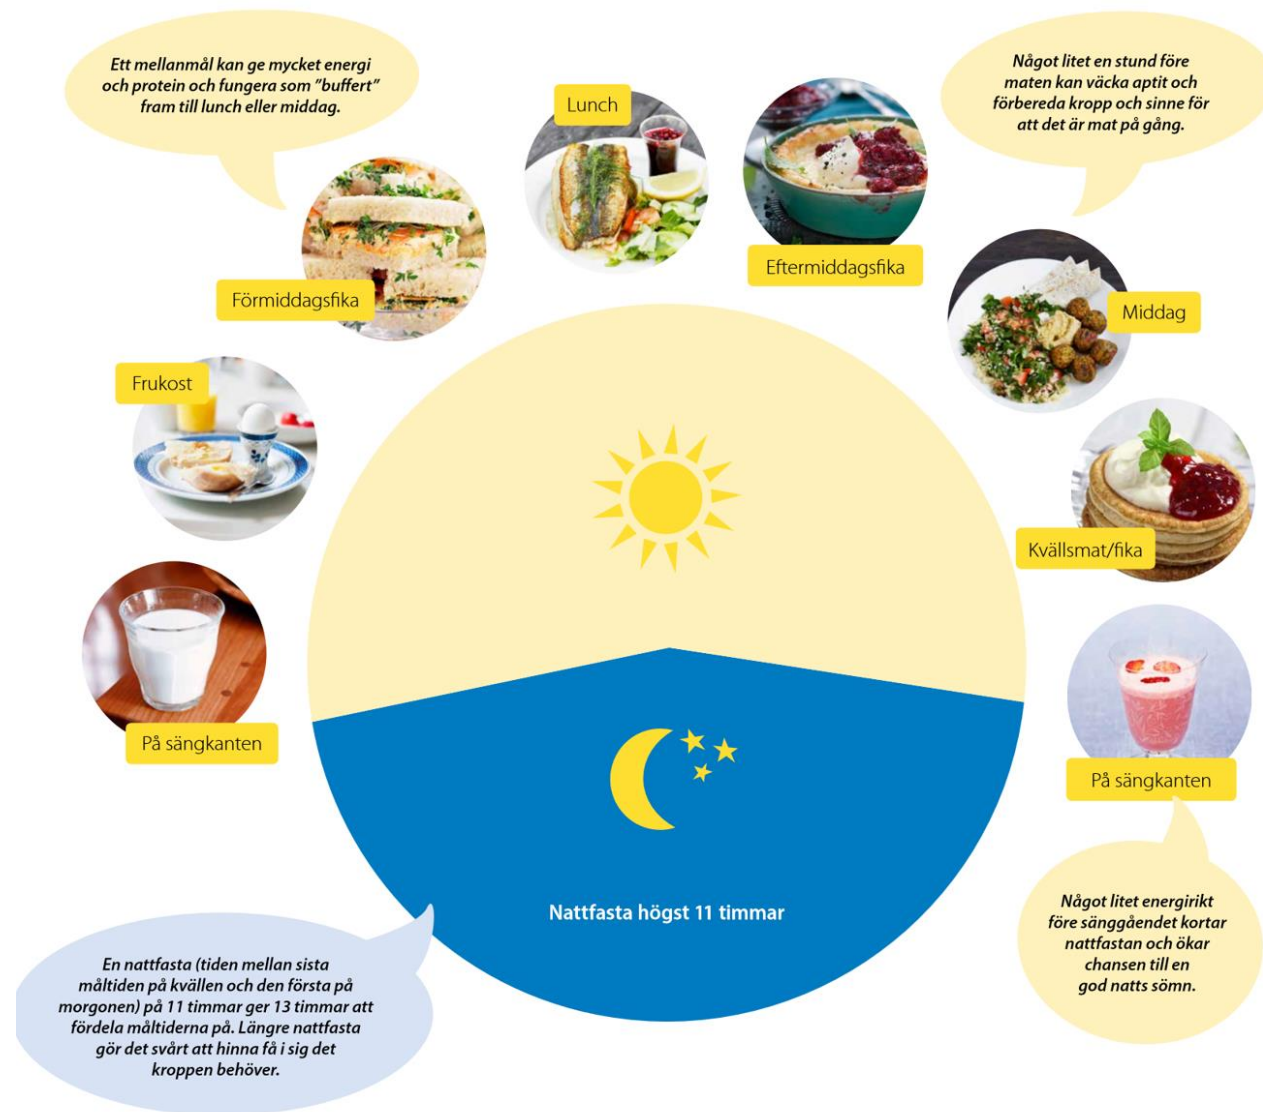 Ett mellanmål kan ge mycket energi
och protein och fungera som ”buffert”
fram till lunch eller middag.
Något litet en stund före
maten kan väcka aptit och
förbereda kropp och sinne för
att det är mat på gång.
Lunch
Eftermiddagsfika
Förmiddagsfika
Middag
Frukost
Kvällsmat/fika
På sängkanten
På sängkanten
Nattfasta högst 11 timmar
Något litet energirikt
före sänggåendet kortar
nattfastan och ökar
chansen till en
god natts sömn.
En nattfasta (tiden mellan sista
måltiden på kvällen och den första på
morgonen) på 11 timmar ger 13 timmar att
fördela måltiderna på. Längre nattfasta
gör det svårt att hinna få i sig det
kroppen behöver.